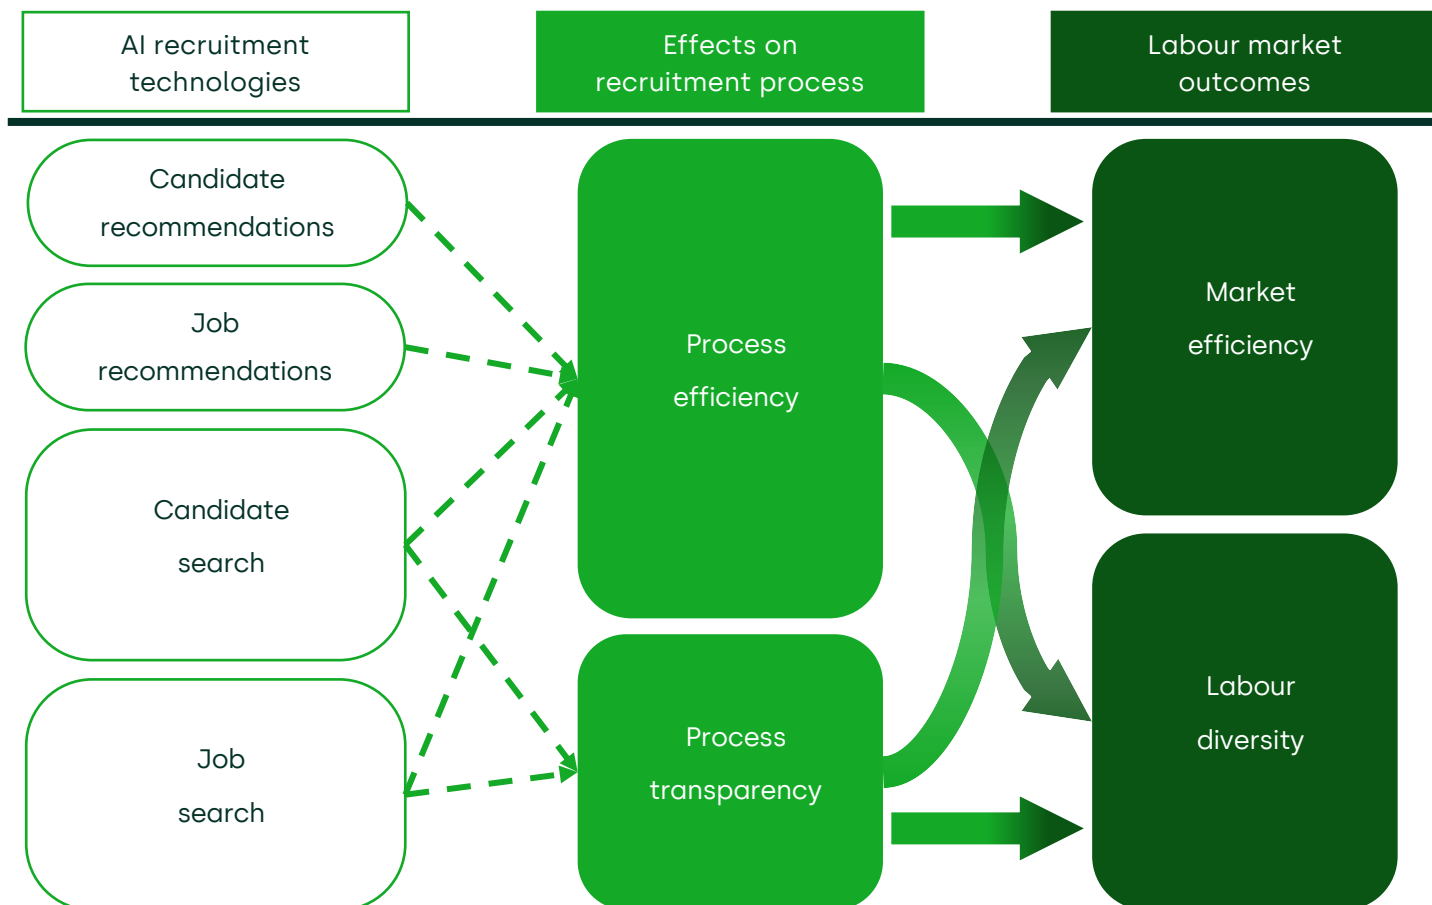 AI recruitment
technologies
Effects on
recruitment process
Labour market
outcomes
Candidate
recommendations
Job
recommendations
Candidate
search
Job
search
Process
efficiency
Process
transparency
Market
efficiency
Labour
diversity